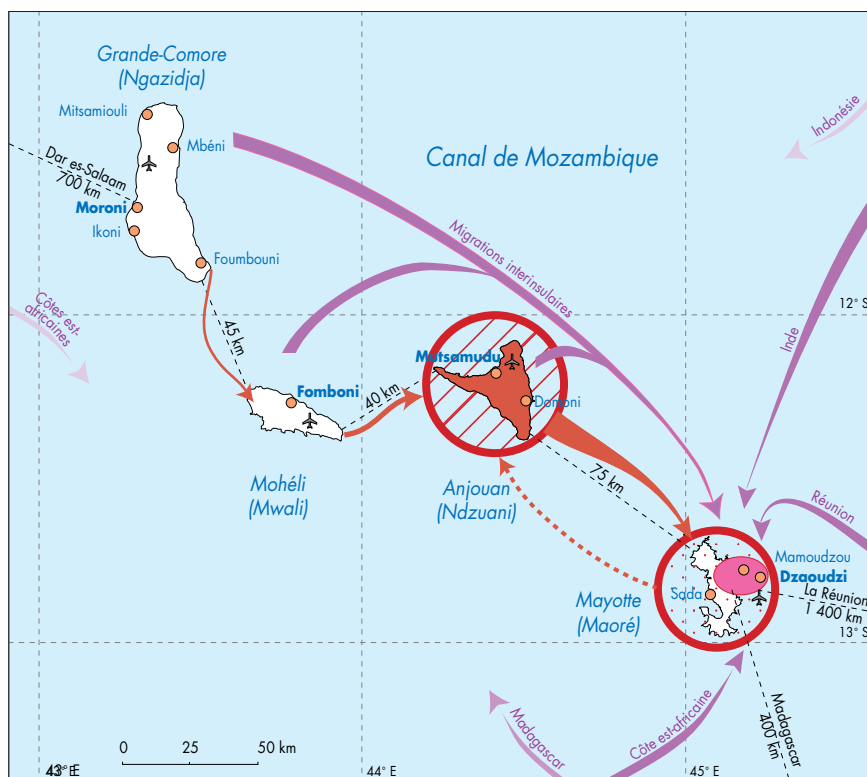 Grande-Comore
(Ngazidja)
Mitsamiouli
Mbéni
Canal de Mozambique
Indonésie
Dar es-Salaam
700 km
Moroni
Ikoni
Foumbouni
Migrations interinsulaires
Côtes est-
africaines
12° S
45 km
Inde
Mutsamudu
Fomboni
40 km
Domoni
Mohéli
(Mwali)
Anjouan
(Ndzuani)
75 km
Réunion
Mamoudzou
Dzaoudzi
Sada
Mayotte
(Maoré)
La Réunion
1 400 km
13° S
Madagascar
Côte est-africaine
Madagascar
400 km
0 25 50 km
43° E
44° E
45° E